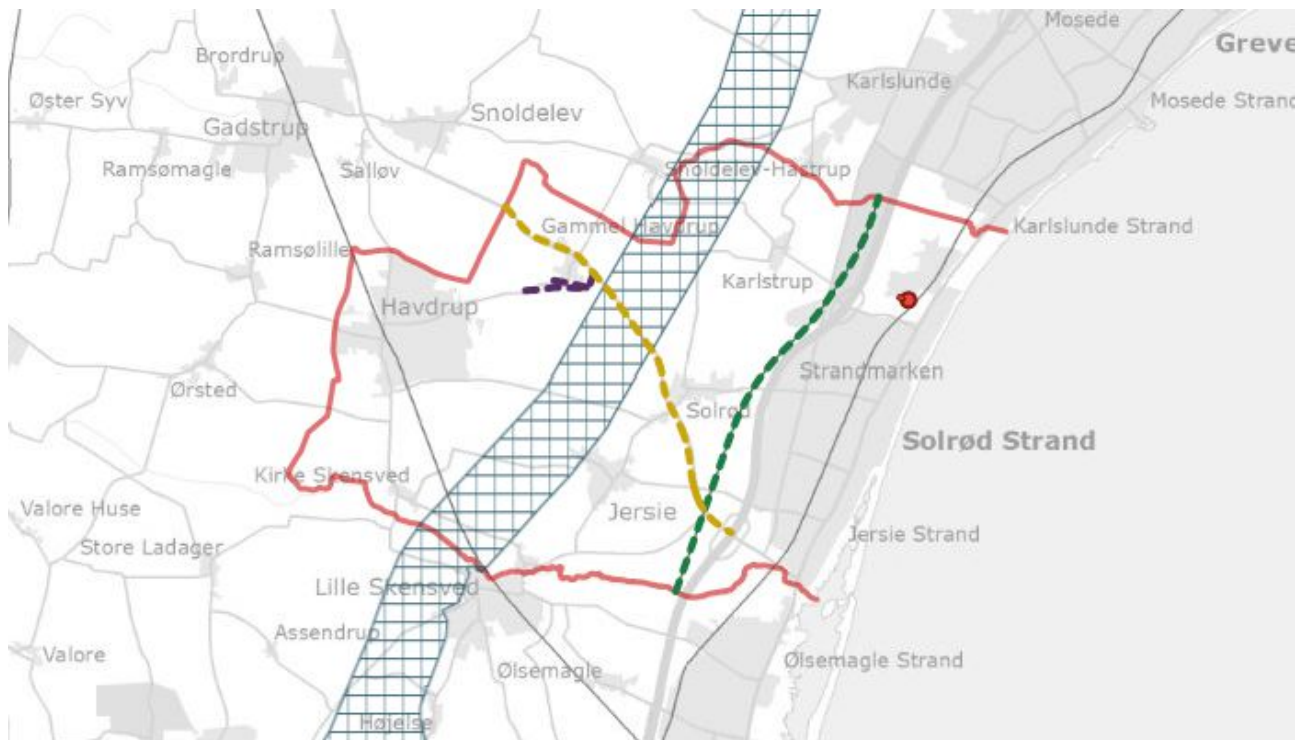 Mosede
Greve
Brordrup
Karlslunde
Øster Syv
Snoldelev
Mosede Strand
Gadstrup
Ramsømagle
Salløv
Snoldelev-Hastrup
Gammel Havdrup
Karlslunde Strand
Ramsølille
Karlstrup
Havdrup
Strandmarken
Ørsted
Solrød
Solrød Strand
Kirke Skensved
Valore Huse
Jersie
Jersie Strand
Store Ladager
Lille Skensved
Assendrup
Valore
Ølsemagle
Ølsemagle Strand
Højelse